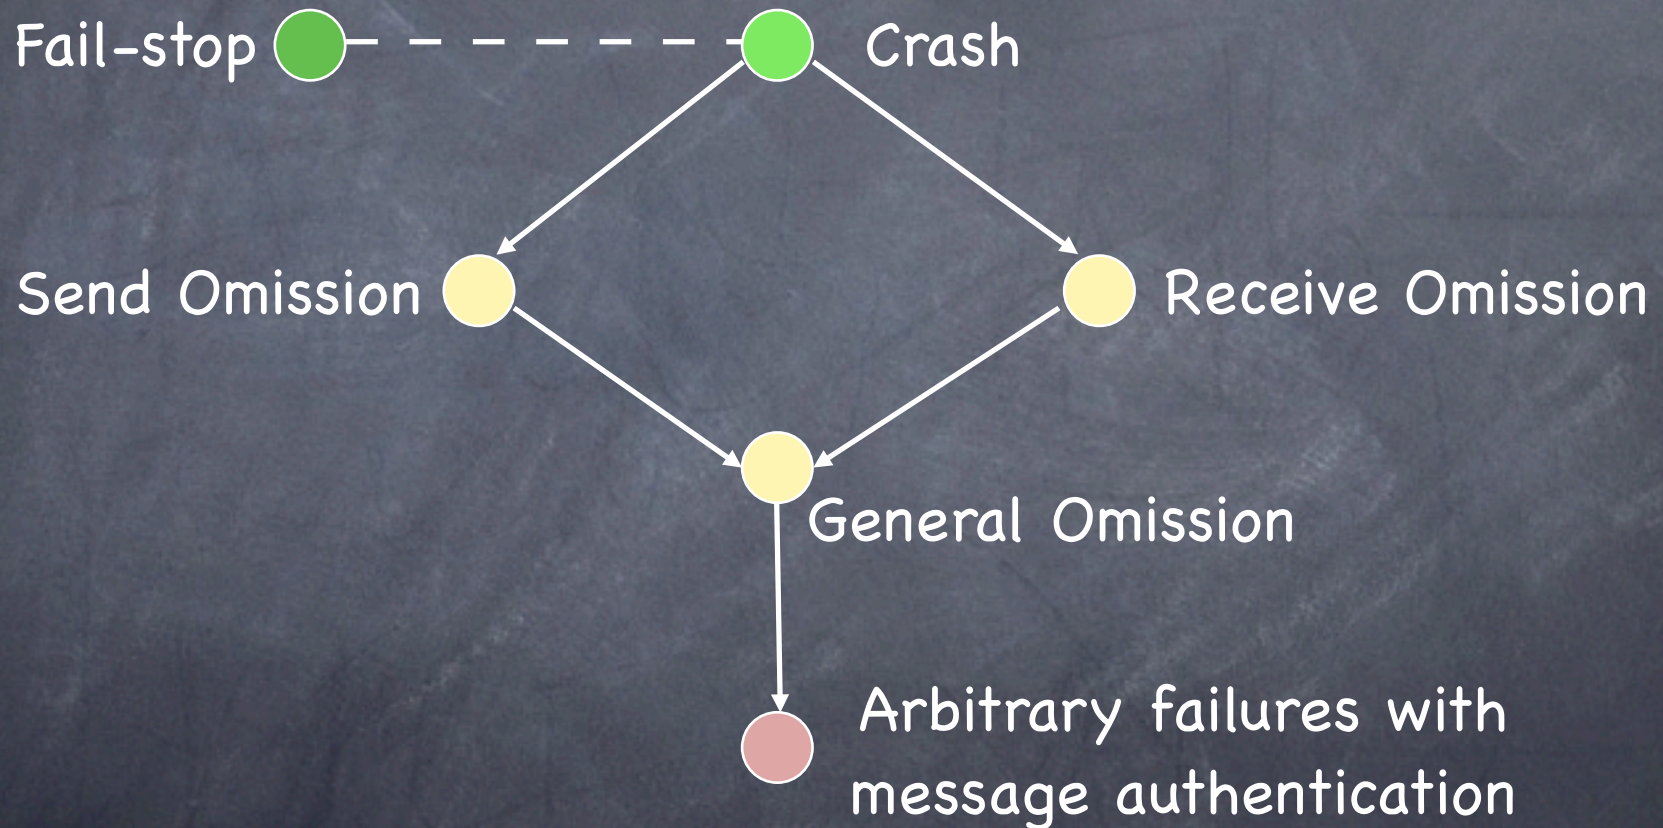 Fail-stop
Crash
Send Omission
Receive Omission
General Omission
Arbitrary failures with
message authentication